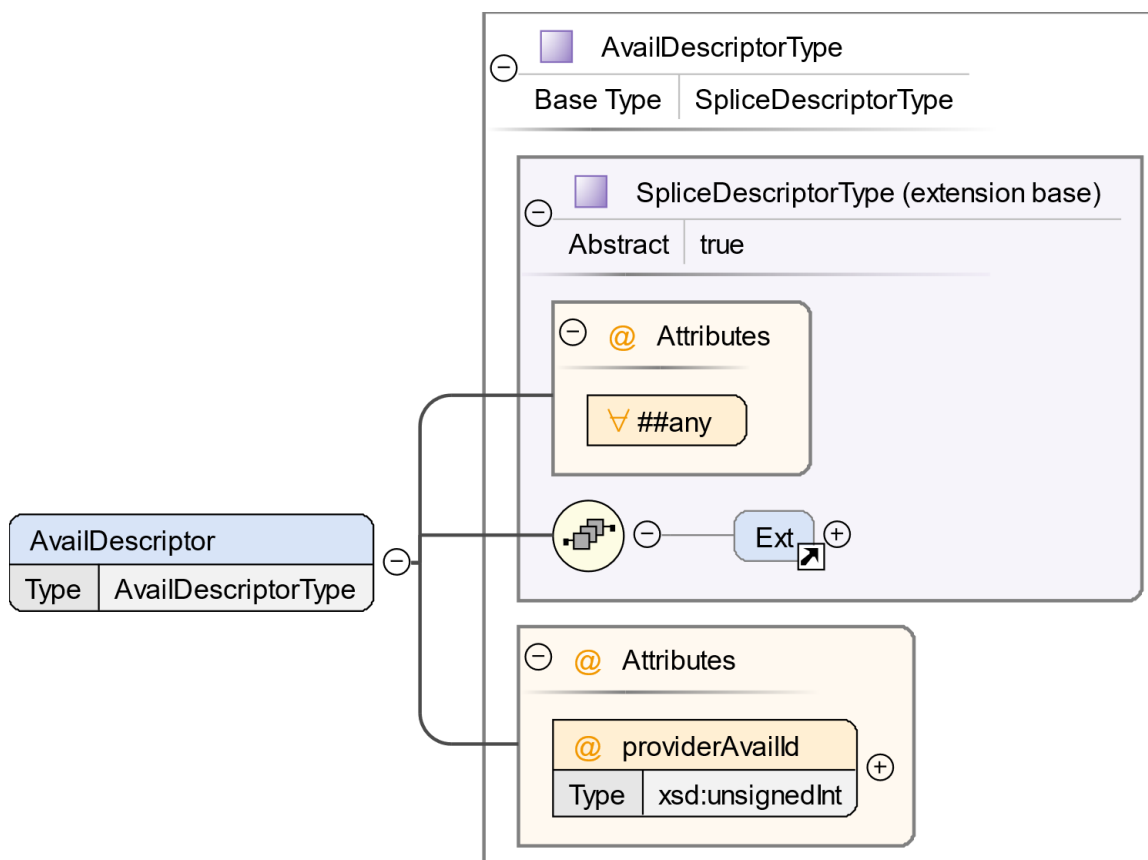 AvailDescriptorType
Base Type SpliceDescriptorType
SpliceDescriptorType (extension base)
Abstract true
@ Attributes
∀ ##any
Ext
AvailDescriptor
Type AvailDescriptorType
@ Attributes
@ providerAvailId
Type xsd:unsignedInt